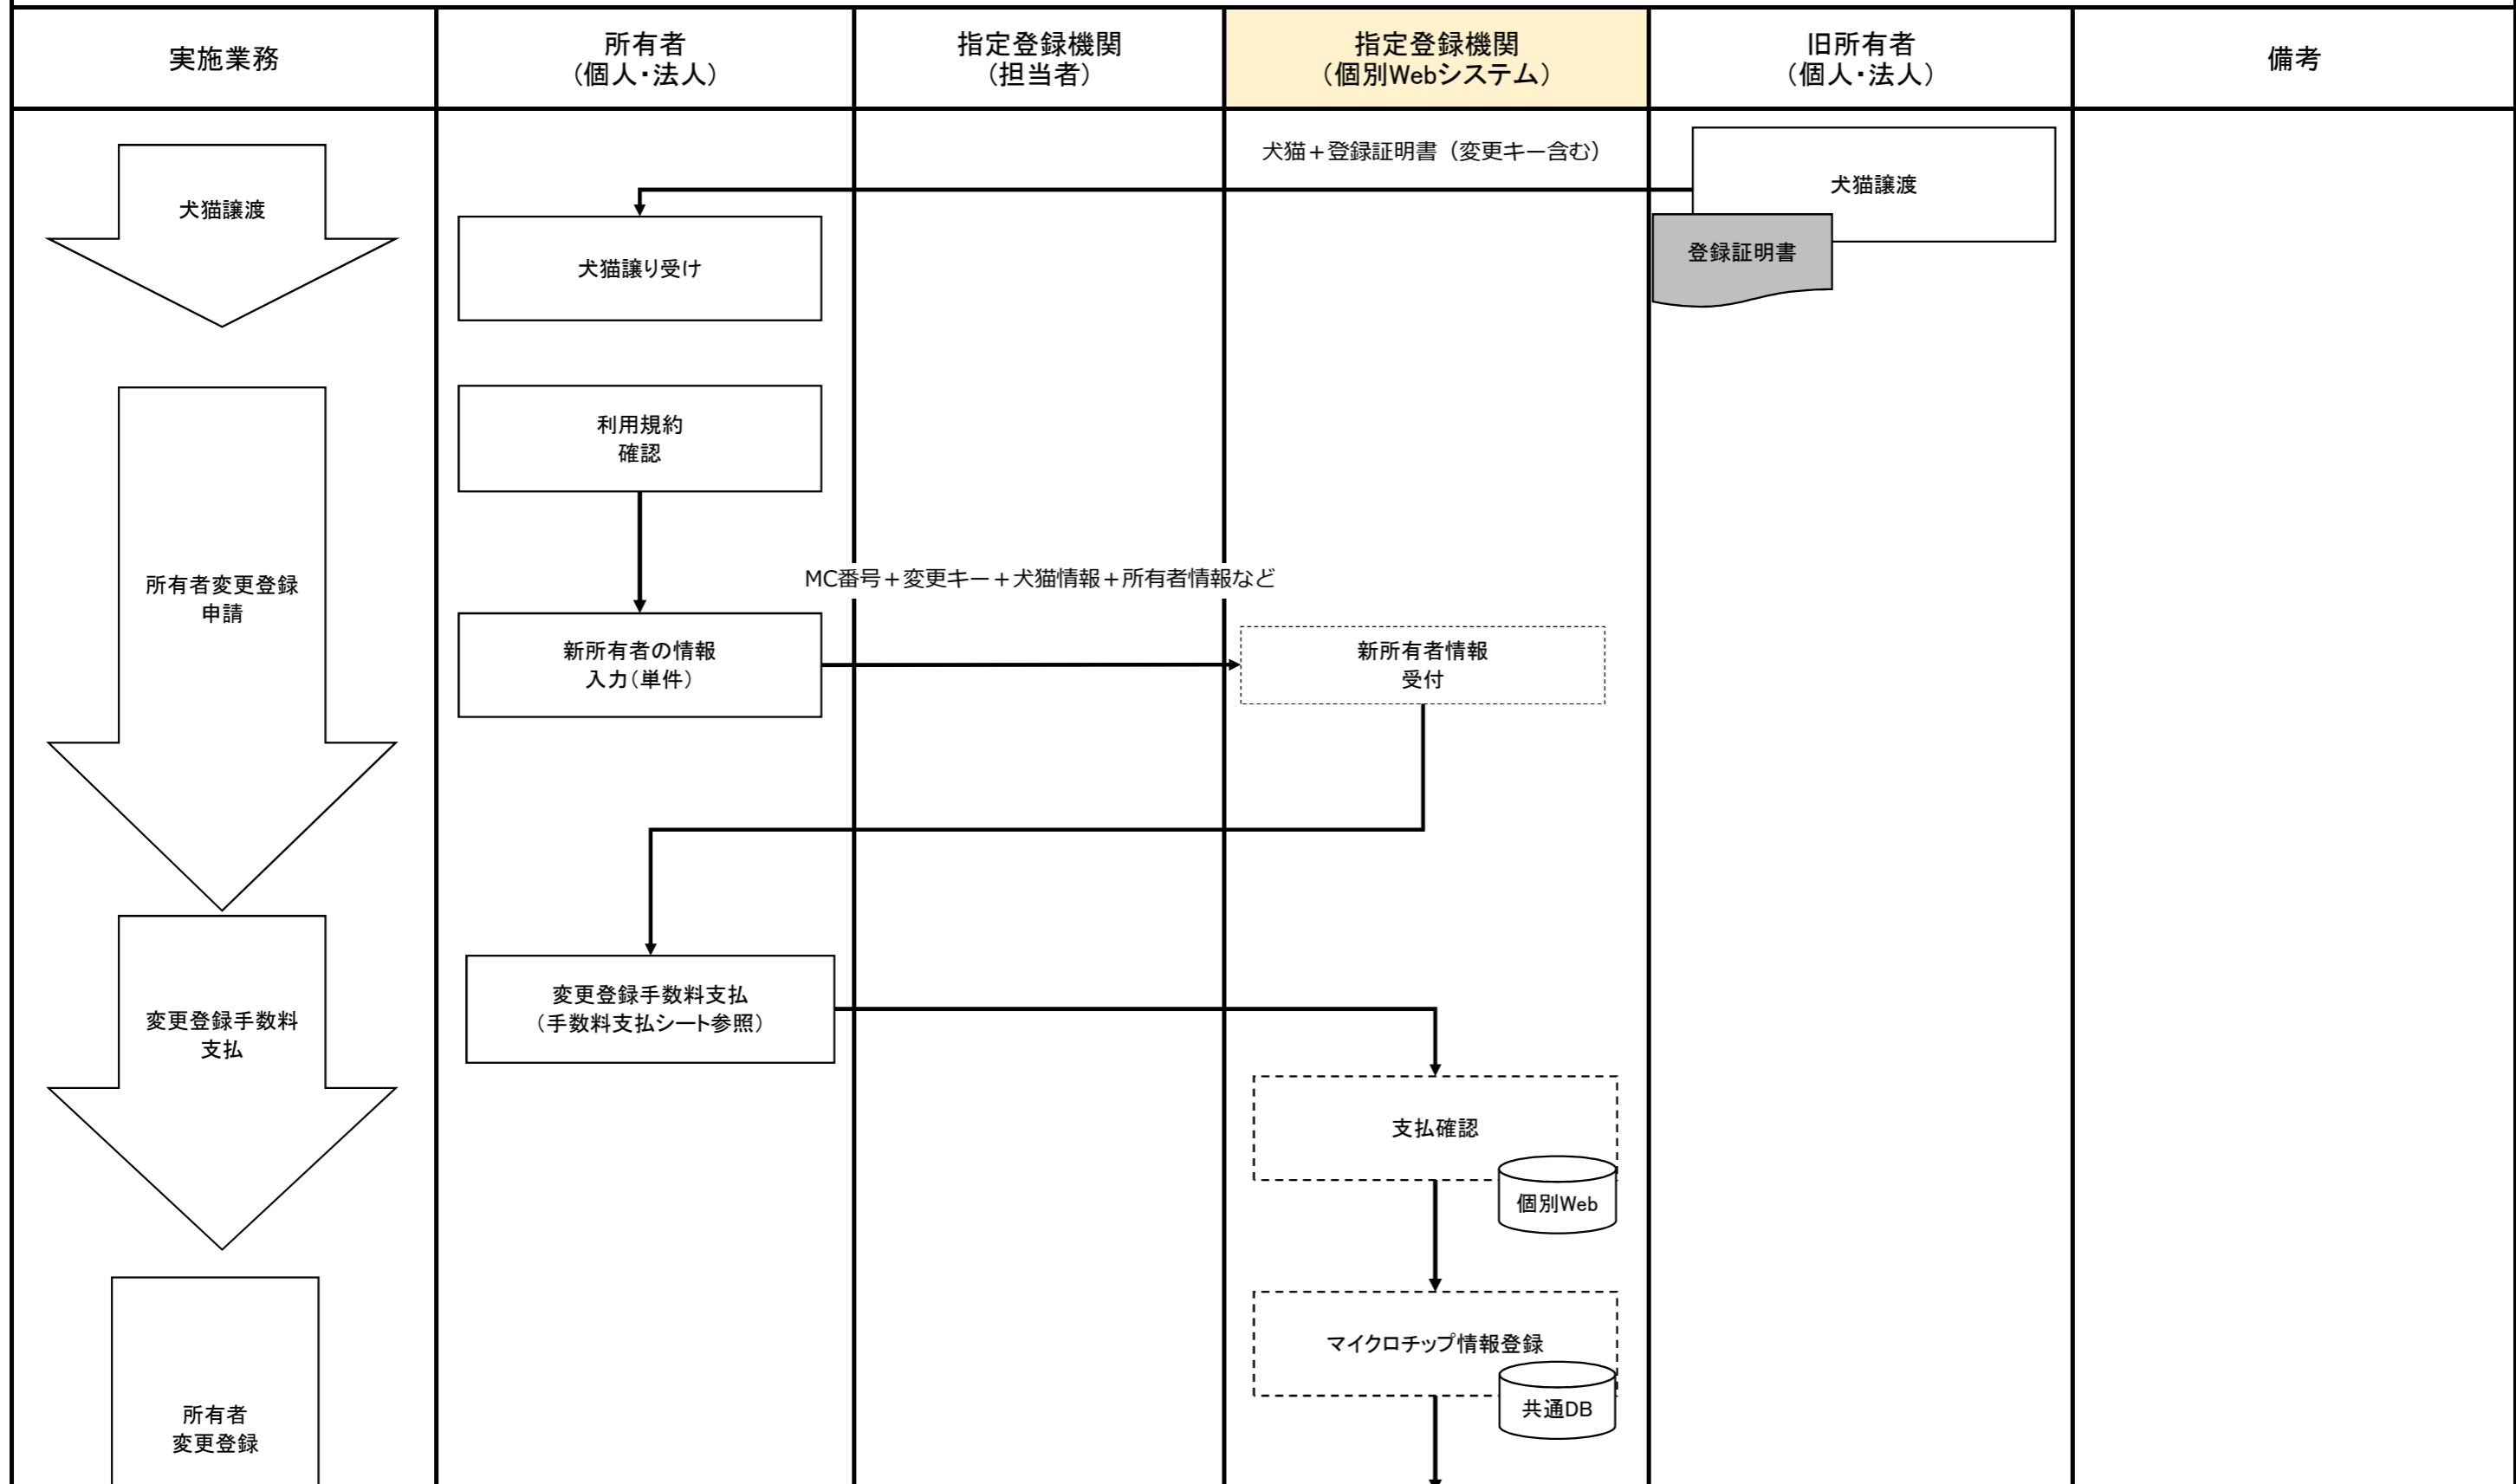 実施業務
所有者
（個人・法人）
指定登録機関
（担当者）
指定登録機関
（個別Webシステム）
旧所有者
（個人・法人）
備考
犬猫譲渡
犬猫＋登録証明書（変更キー含む）
犬猫譲渡
登録証明書
犬猫譲り受け
所有者変更登録
申請
利用規約
確認
MC番号＋変更キー＋犬猫情報＋所有者情報など
新所有者の情報
入力（単件）
新所有者情報
受付
変更登録手数料
支払
変更登録手数料支払
（手数料支払シート参照）
支払確認
個別Web
マイクロチップ情報登録
共通DB
所有者
変更登録